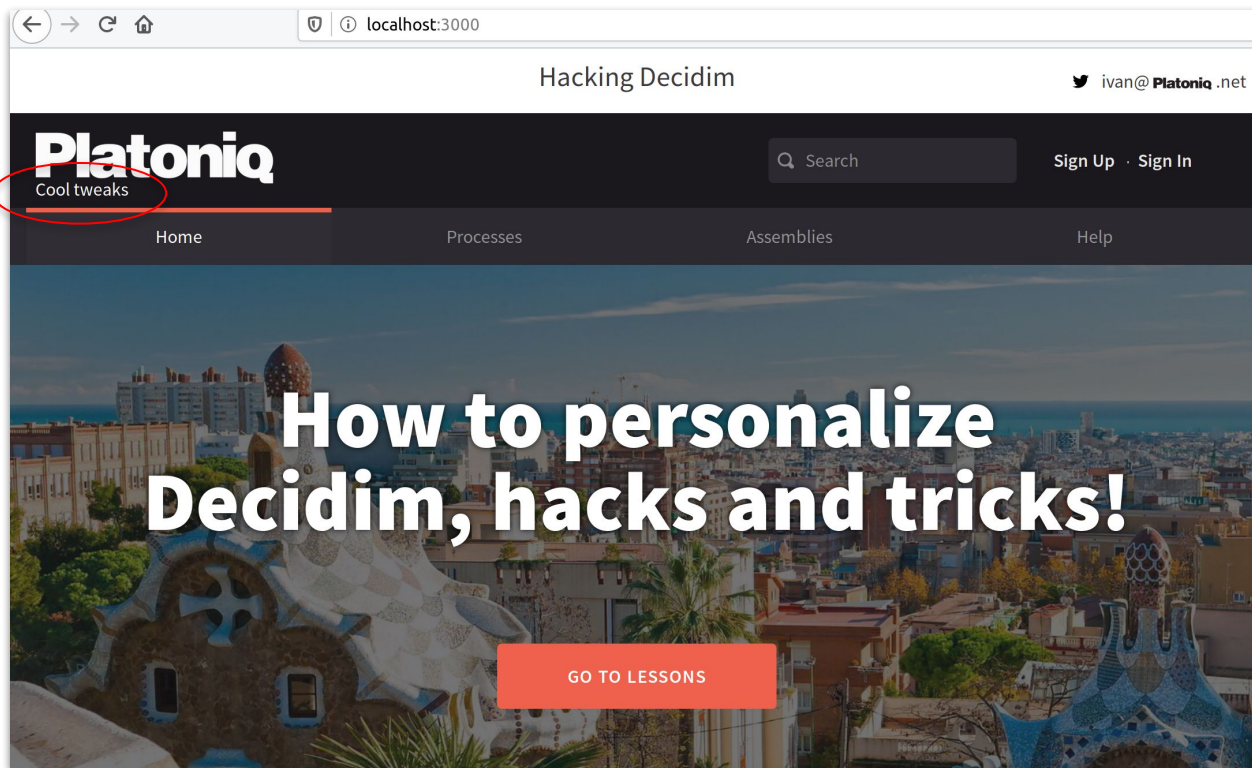 localhost:3000
Hacking Decidim
ivan@ Platoniq .net
Platoniq
Search
Sign Up · Sign In
Cool tweaks
Home Processes Assemblies Help
How to personalize
Decidim, hacks and tricks!
GO TO LESSONS